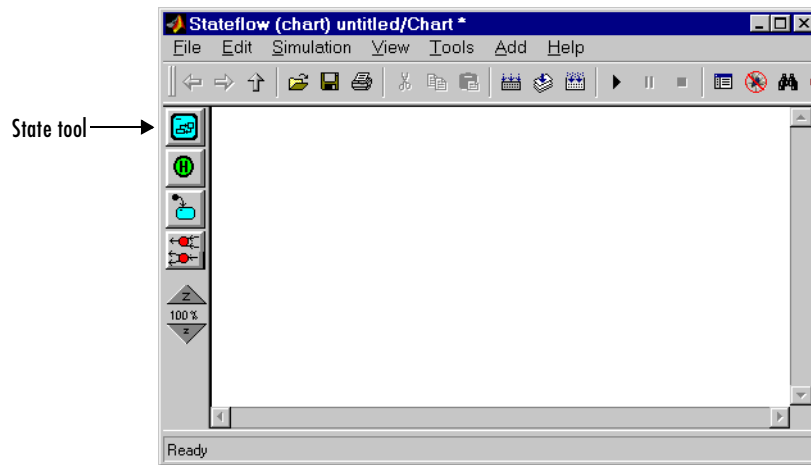 Stateflow (chart) untitled/Chart *
File Edit Simulation View Tools Add Help
State tool
H
Z
100 %
z
Ready